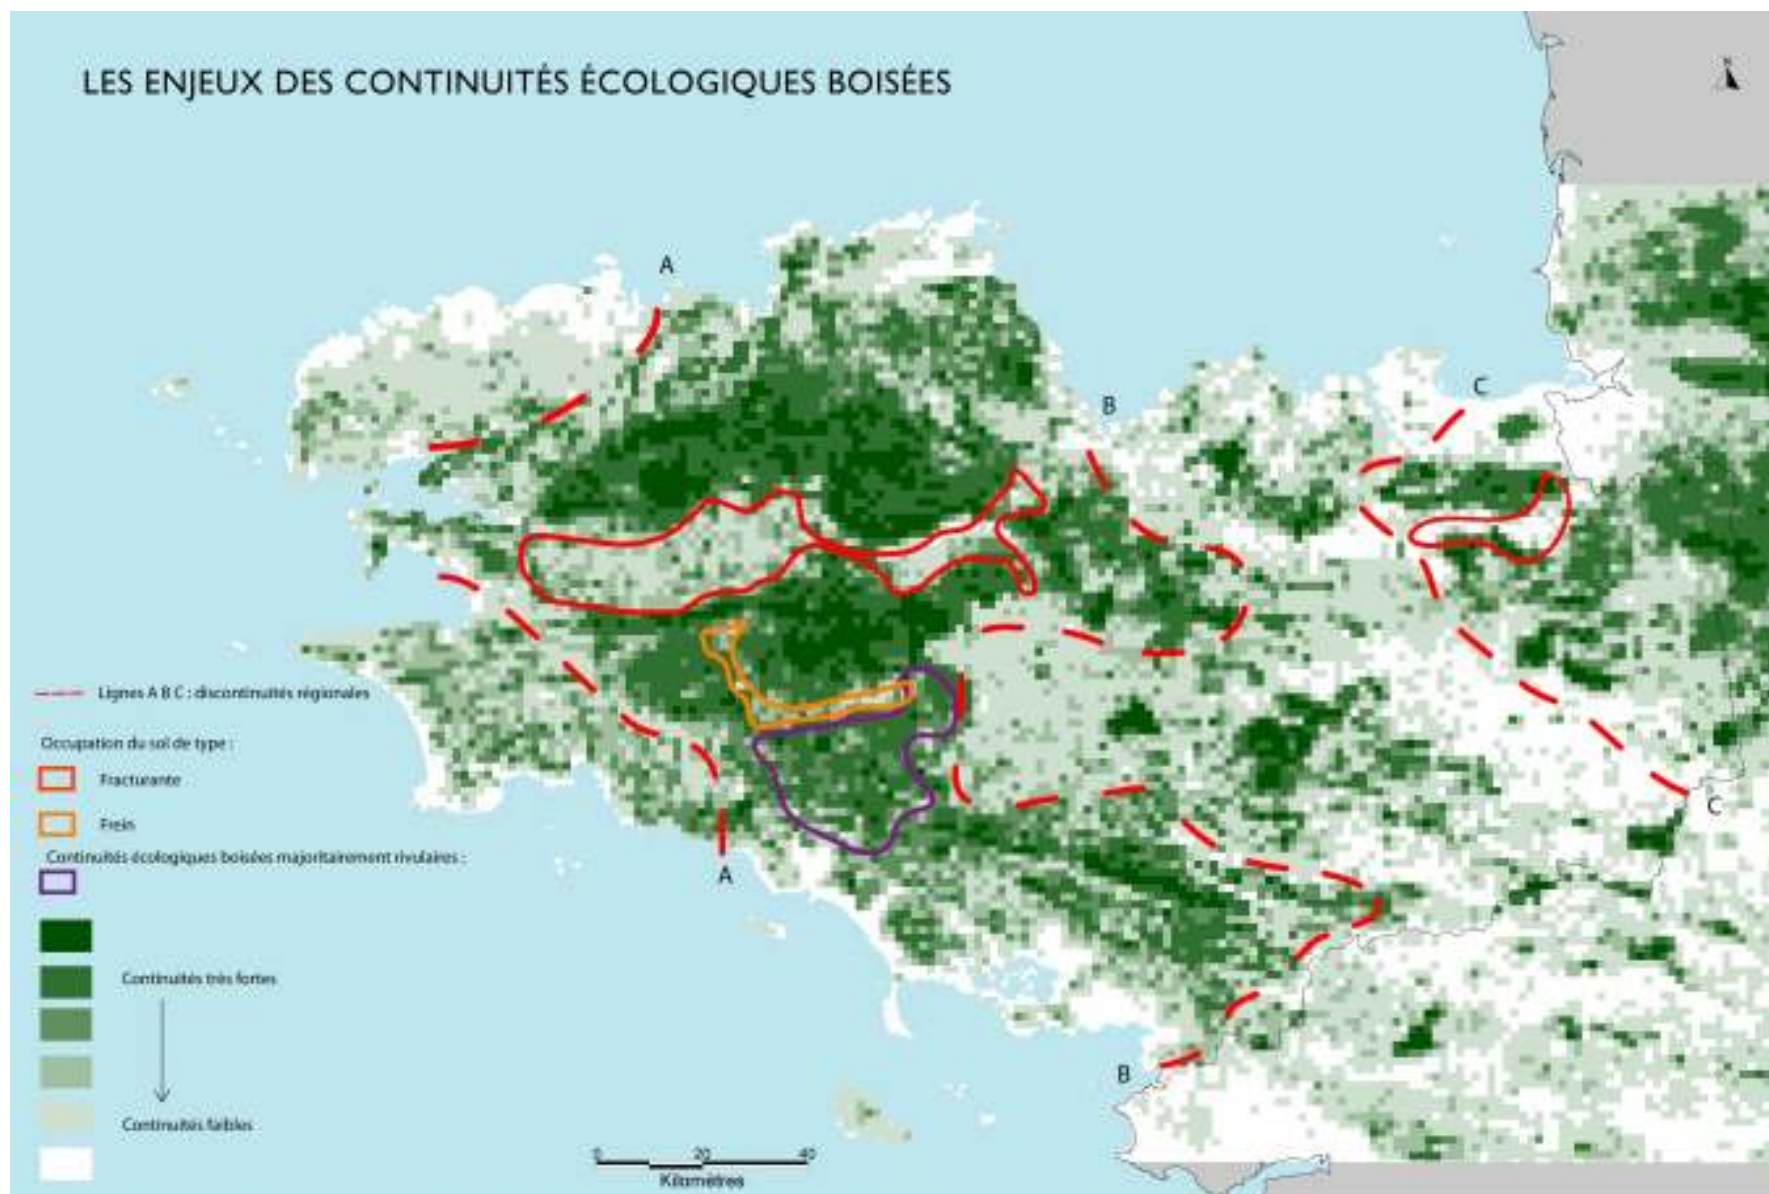 LES ENJEUX DES CONTINUITÉS ÉCOLOGIQUES BOISÉES
N
A
B
C
Lignes A B C : discontinuités régionales
Occupation du sol de type :
Fracturante
Frein
Continuités écologiques boisées majoritairement rivulaires :
C
A
Continuités très fortes
B
Continuités faibles
0 20 40
Kilomètres